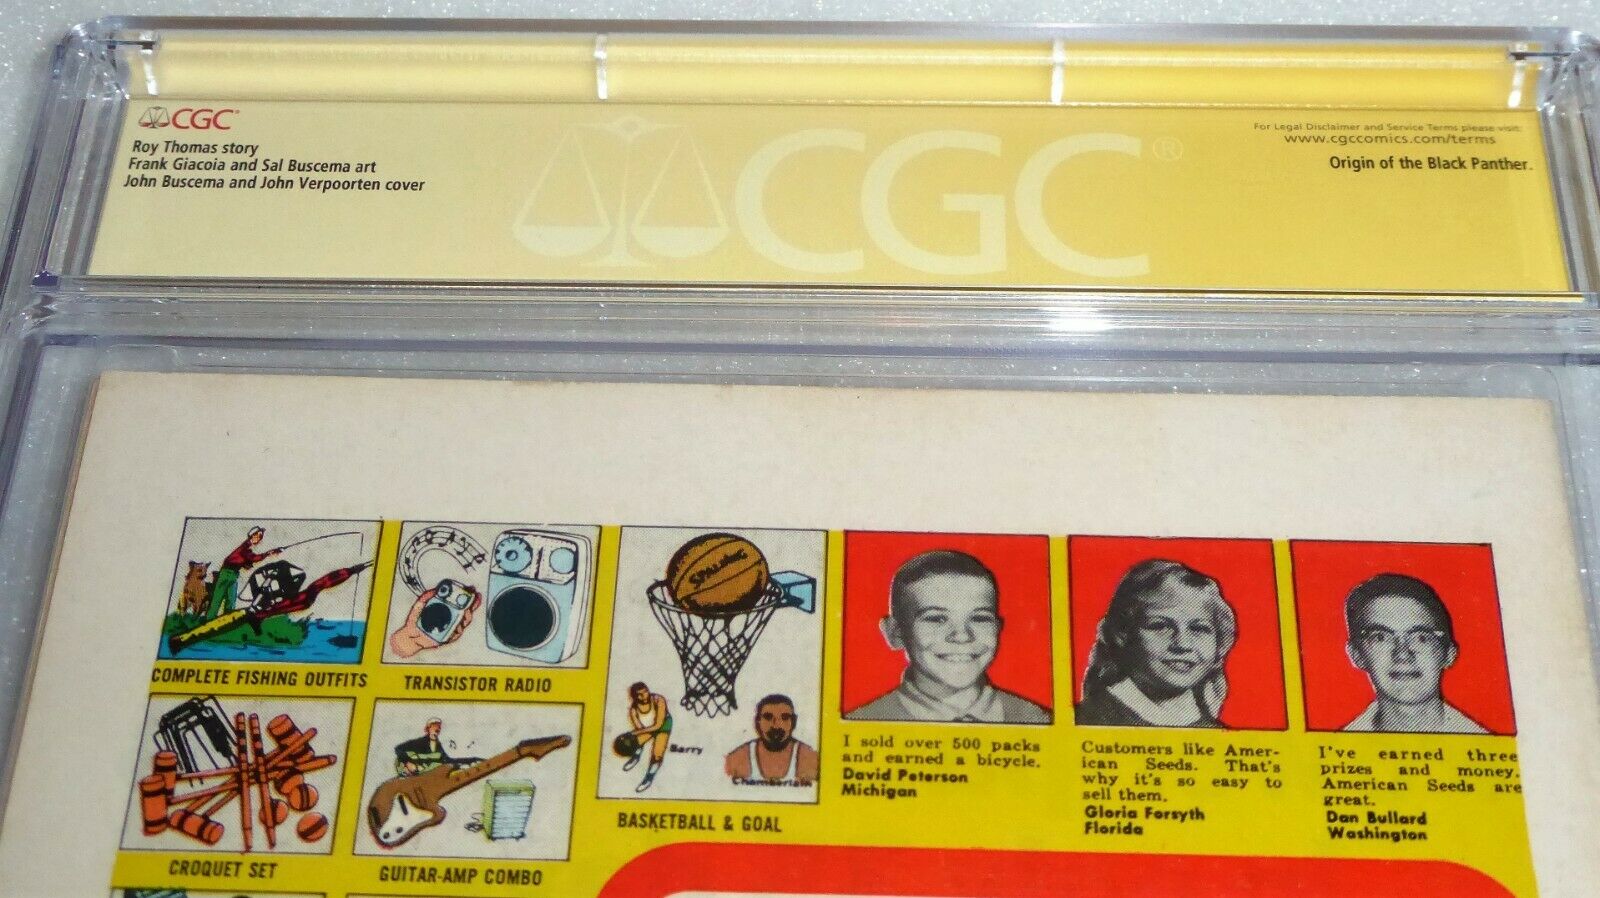 CGC®
Roy Thomas story
Frank Giacoia and Sal Buscema art
John Buscema and John Verpoorten cover
CGC®
For Legal Disclaimer and Service Terms please visit:
www.cgccomics.com/terms
Origin of the Black Panther.
COMPLETE FISHING OUTFITS
TRANSISTOR RADIO
SPALDING
Barry
Chamberlain
BASKETBALL & GOAL
CROQUET SET
GUITAR-AMP COMBO
I sold over 500 packs
and earned a bicycle.
David Peterson
Michigan
Customers like Amer-
ican Seeds. That's
why it's so easy to
sell them.
Gloria Forsyth
Florida
I've earned three
prizes and money.
American Seeds are
great.
Dan Bullard
Washington